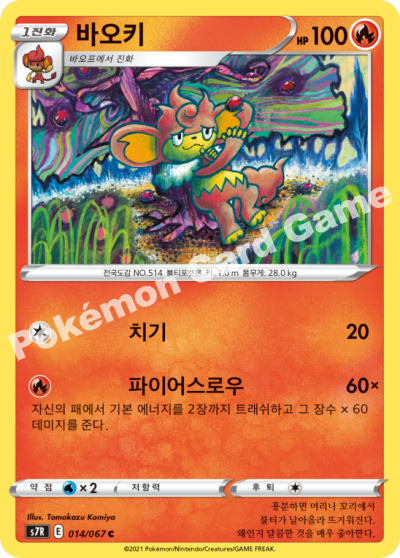 1진화 바오키 HP 100
바오프에서 진화
전국도감 NO.514 불티포켓몬 키: 1.0 m 몸무게: 28.0 kg
Pokémon Card Game
치기 20
파이어스로우 60×
자신의 패에서 기본 에너지를 2장까지 트래쉬하고 그 장수 × 60
데미지를 준다.
약점 ×2 저항력 후퇴
Illus. Tomokazu Komiya
s7R E 014/067 C
흥분하면 머리나 꼬리에서
불티가 날아올라 뜨거워진다.
왜인지 달콤한 것을 매우 좋아한다.
©2021 Pokémon/Nintendo/Creatures/GAME FREAK.